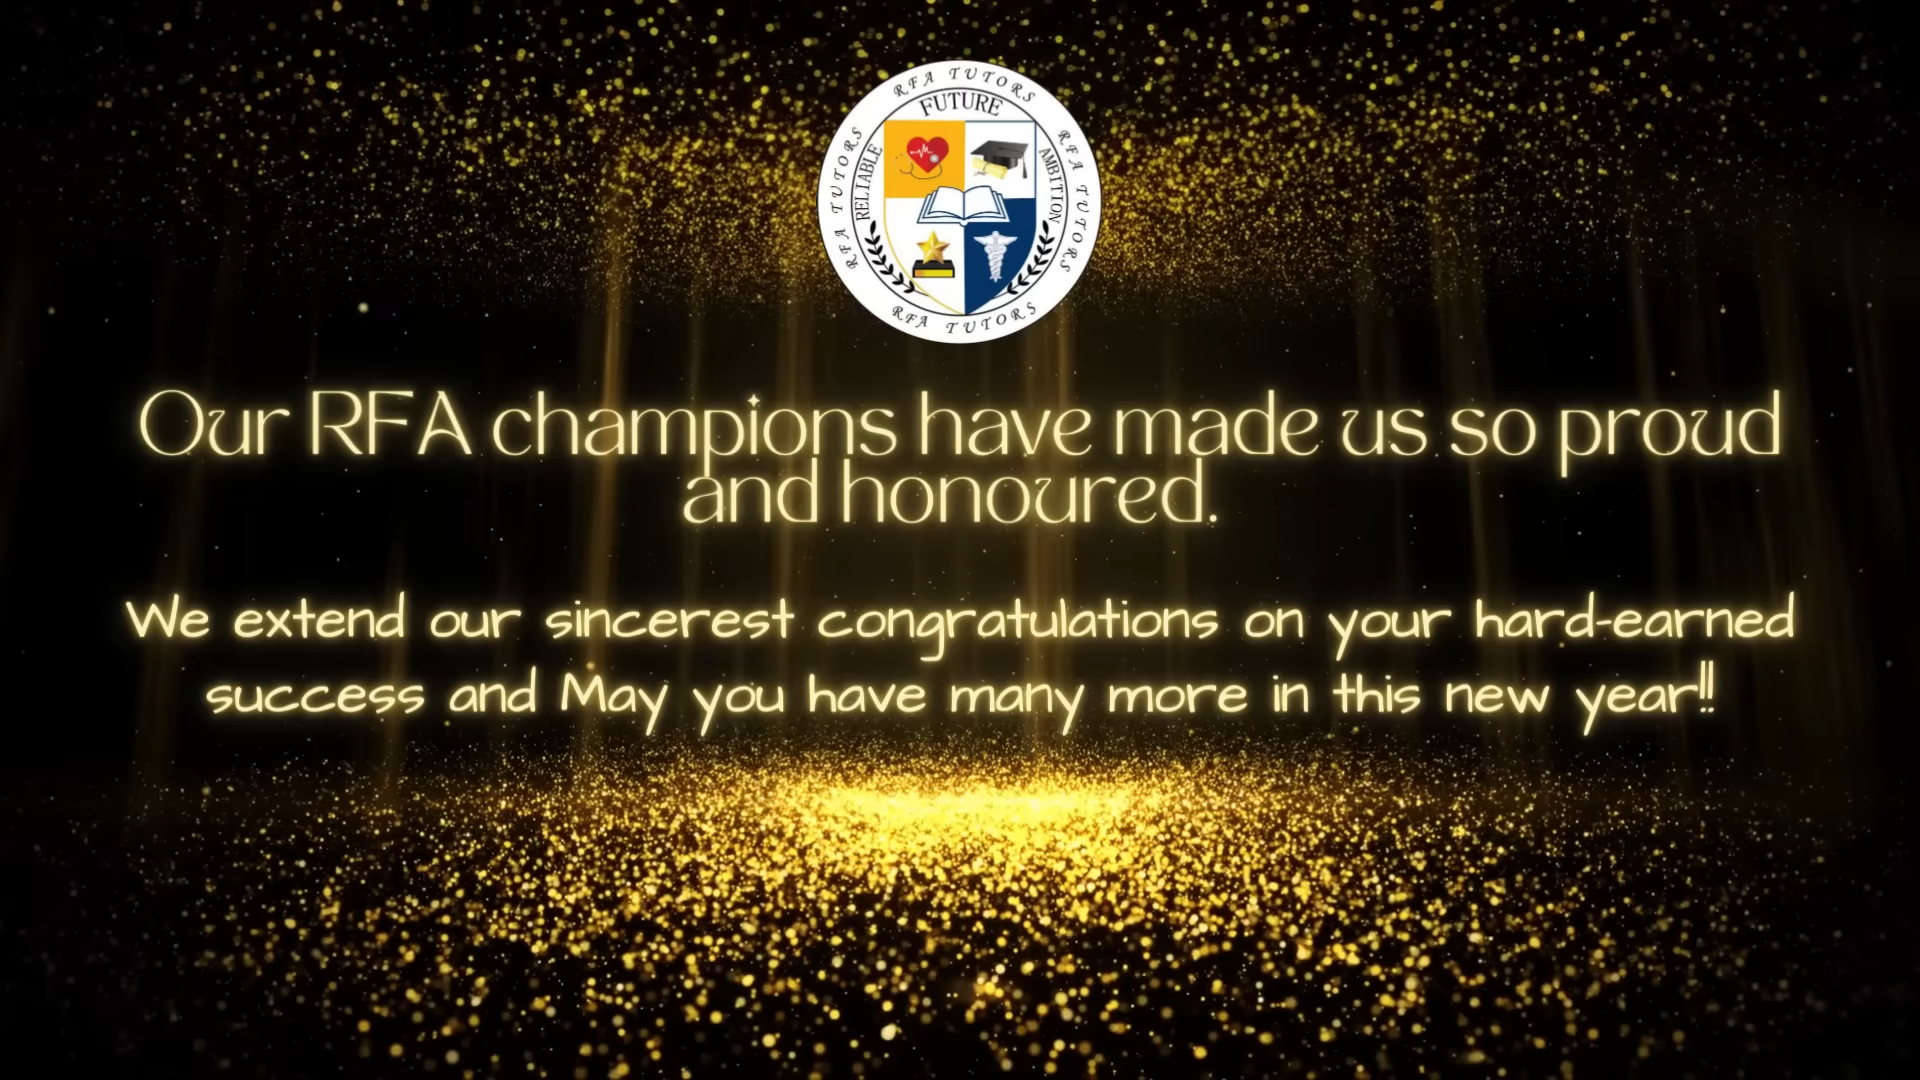 RFA TUTORS
FUTURE
RELIABLE
AMBITION
RFA TUTORS
RFA TUTORS
RFA TUTORS
Our RFA champions have made us so proud
and honoured.
We extend our sincerest congratulations on your hard-earned
success and May you have many more in this new year!!